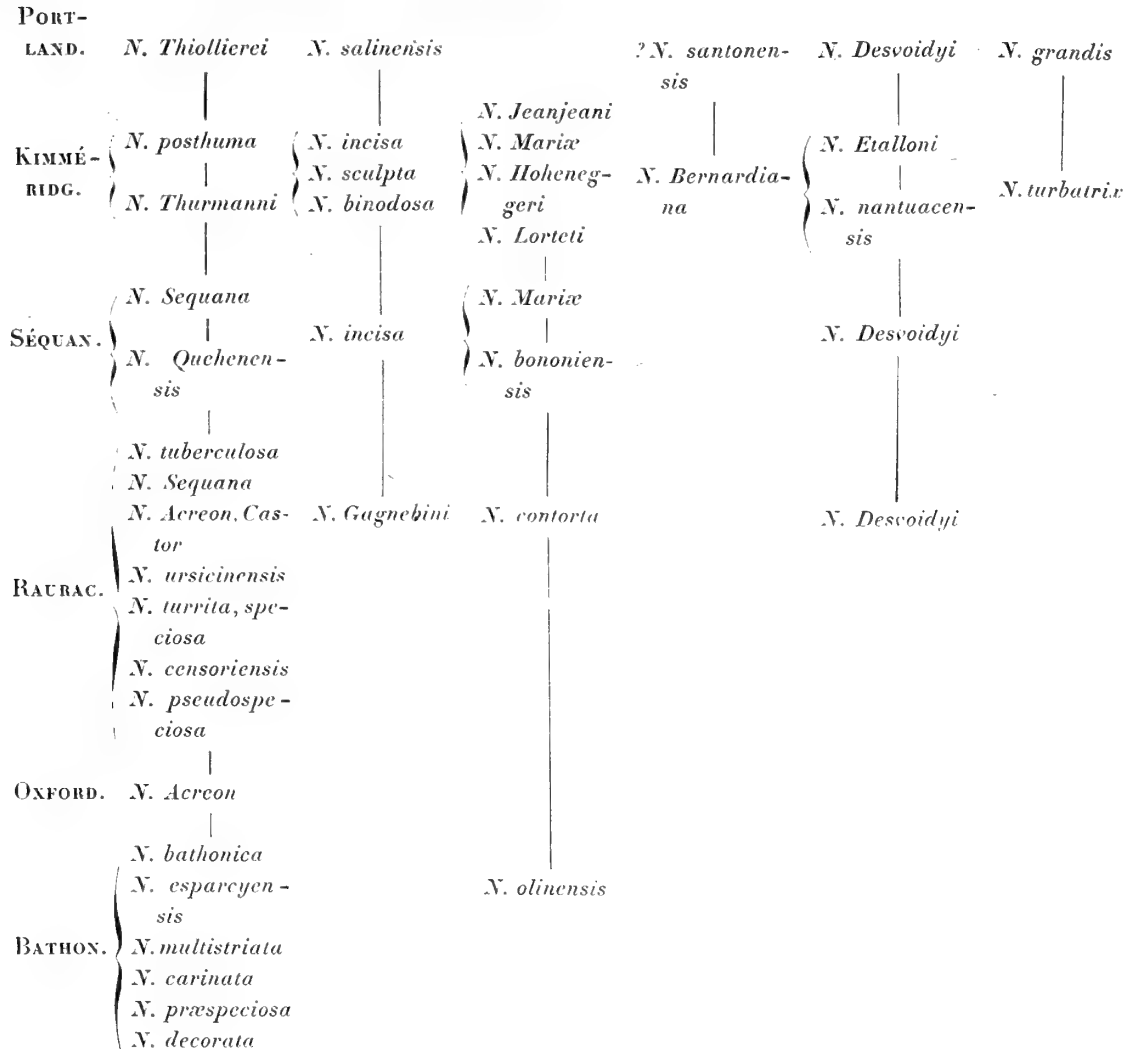 PORT-
LAND. N. Thiollierei N. salinensis ? N. santonen- N. Desvoidyi N. grandis
sis
N. Jeanjeani
KIMMÉ- N. posthuma N. incisa N. Mariæ N. Etalloni
RIDG. N. Thurmanni N. sculpta N. Hoheneg- N. Bernardia- N. turbatrix
N. binodosa geri na N. nantuacen-
N. Lorteti sis
N. Sequana N. Mariæ
SÉQUAN. N. incisa N. Desvoidyi
N. Quehenen- N. bononien-
sis sis
N. tuberculosa
N. Sequana
N. Acreon, Cas- N. Gagnebini N. contorta N. Desvoidyi
tor
RAURAC. N. ursicinensis
N. turrita, spe-
ciosa
N. censoriensis
N. pseudospe-
ciosa
OXFORD. N. Acreon
N. bathonica
N. esparcyen- N. olinensis
sis
BATHON. N. multistriata
N. carinata
N. præspeciosa
N. decorata